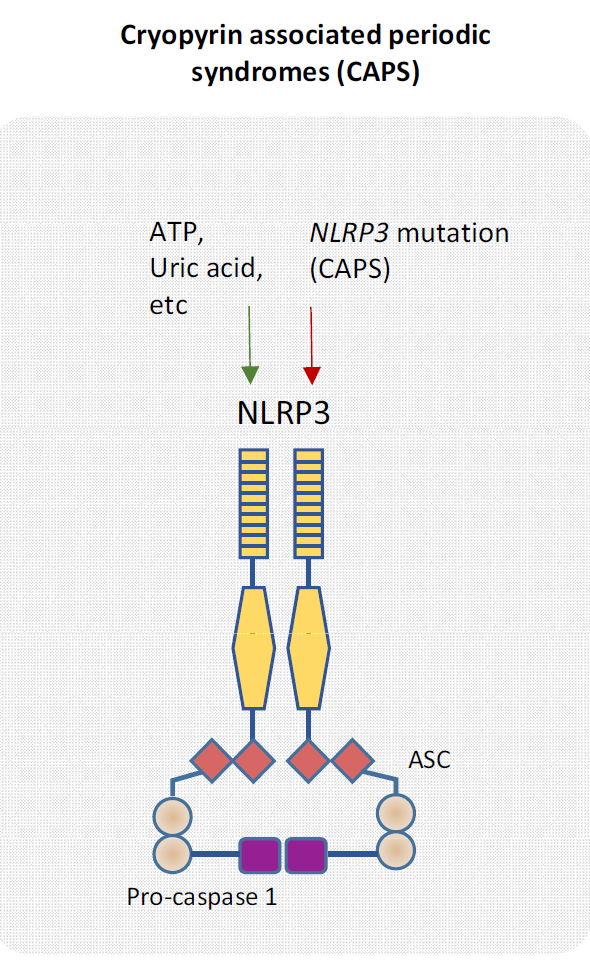 Cryopyrin associated periodic
syndromes (CAPS)
ATP,
Uric acid,
etc
NLRP3 mutation
(CAPS)
NLRP3
ASC
Pro-caspase 1